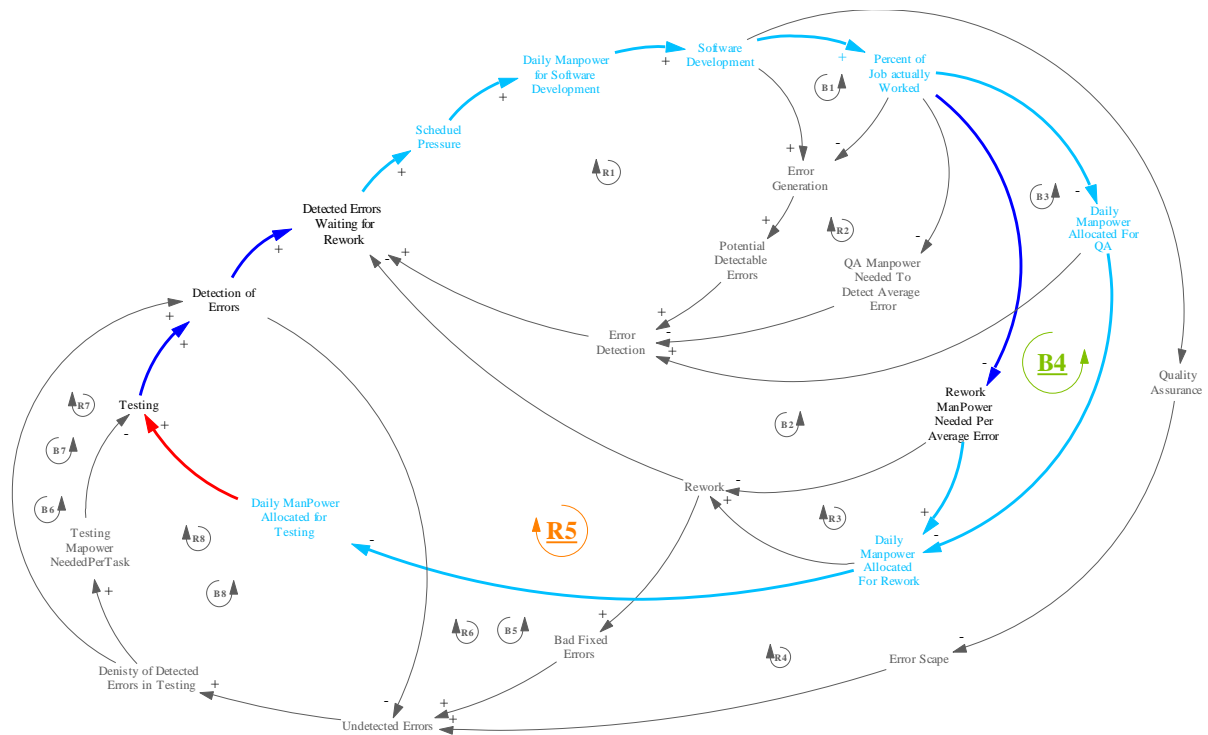 Software
Development
Percent of
Job actually
Worked
Daily Manpower
for Software
Development
+
+
+
B1
Scheduel
Pressure
+
+
-
R1
Error
Generation
-
B3
Detected Errors
Waiting for
Rework
+
+
R2
-
Daily
Manpower
Allocated For
QA
Potential
Detectable
Errors
QA Manpower
Needed To
Detect Average
Error
-
+
Detection of
Errors
+
+
+
Error
Detection
-
+
B4
-
Quality
Assurance
Rework
ManPower
Needed Per
Average Error
R7
Testing
+
-
B7
B2
Rework
-
+
B6
Daily ManPower
Allocated for
Testing
R5
R3
+
-
Testing
Mapower
NeededPerTask
R8
-
Daily
Manpower
Allocated
For Rework
+
B8
+
R6
B5
Bad Fixed
Errors
R4
-
Error Scape
Denisty of Detected
Errors in Testing
+
-
+
+
Undetected Errors